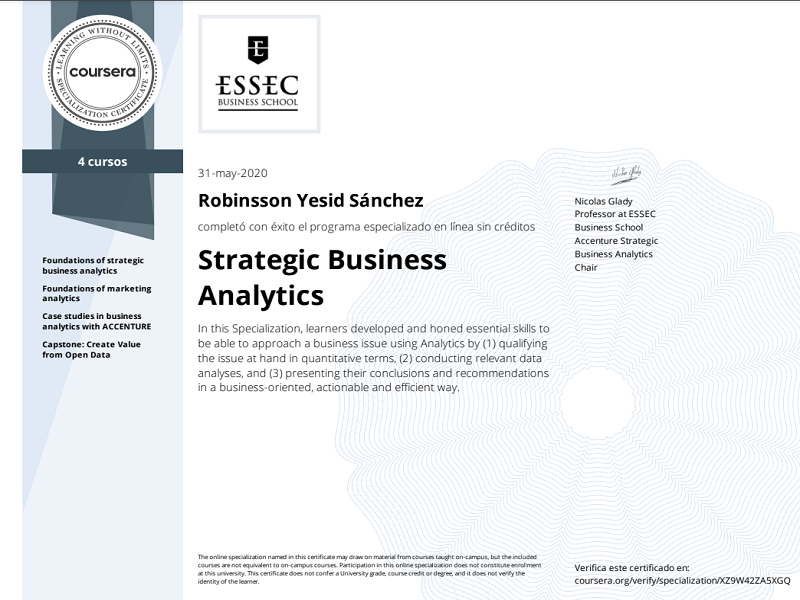 LEARNING WITHOUT LIMITS
coursera
SPECIALIZATION CERTIFICATE
4 cursos
Foundations of strategic
business analytics
Foundations of marketing
analytics
Case studies in business
analytics with ACCENTURE
Capstone: Create Value
from Open Data
E
ESSEC
BUSINESS SCHOOL
31-may-2020
Robinsson Yesid Sánchez
completó con éxito el programa especializado en línea sin créditos
Strategic Business
Analytics
In this Specialization, learners developed and honed essential skills to
be able to approach a business issue using Analytics by (1) qualifying
the issue at hand in quantitative terms, (2) conducting relevant data
analyses, and (3) presenting their conclusions and recommendations
in a business-oriented, actionable and efficient way.
Nicolas Glady
Professor at ESSEC
Business School
Accenture Strategic
Business Analytics
Chair
The online specialization named in this certificate may draw on material from courses taught on-campus, but the included
courses are not equivalent to on-campus courses. Participation in this online specialization does not constitute enrollment
at this university. This certificate does not confer a University grade, course credit or degree, and it does not verify the
identity of the learner.
Verifica este certificado en:
coursera.org/verify/specialization/XZ9W42ZA5XGQ